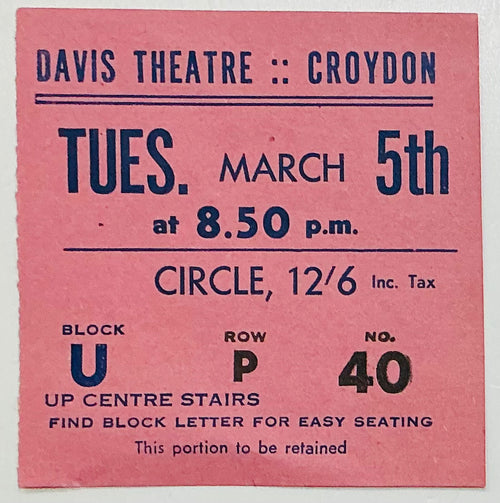 DAVIS THEATRE :: CROYDON
TUES. MARCH 5th
at 8.50 p.m.
CIRCLE, 12/6 Inc. Tax
BLOCK ROW NO.
U P 40
UP CENTRE STAIRS
FIND BLOCK LETTER FOR EASY SEATING
This portion to be retained